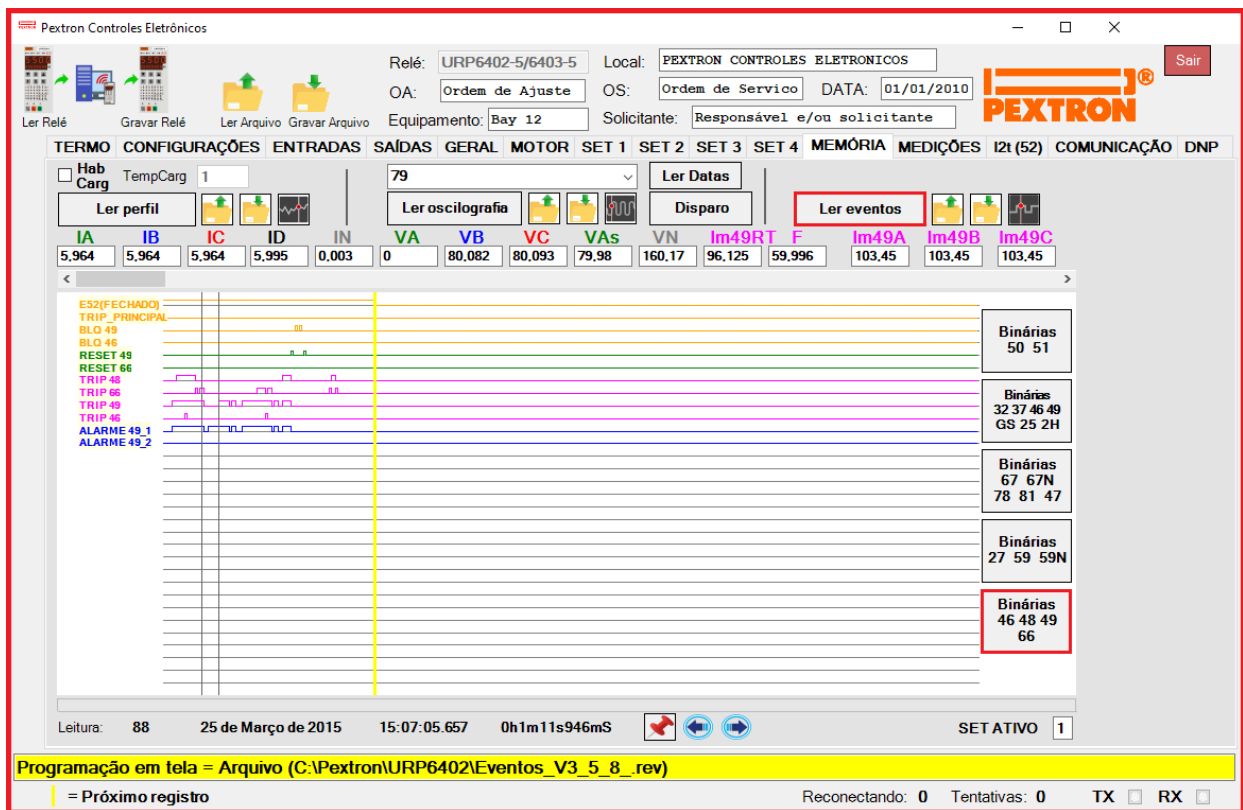 Pextron Controles Eletrônicos
Relé: URP6402-5/6403-5 Local: PEXTRON CONTROLES ELETRONICOS Sair
OA: Ordem de Ajuste OS: Ordem de Servico DATA: 01/01/2010
PEXTRON ®
Ler Relé Gravar Relé Ler Arquivo Gravar Arquivo Equipamento: Bay 12 Solicitante: Responsável e/ou solicitante
TERMO CONFIGURAÇÕES ENTRADAS SAÍDAS GERAL MOTOR SET 1 SET 2 SET 3 SET 4 MEMÓRIA MEDIÇÕES I2t (52) COMUNICAÇÃO DNP
Hab Carg TempCarg 1 79 Ler Datas
Ler perfil Ler oscilografia Disparo Ler eventos
IA IB IC ID IN VA VB VC VAs VN Im49RT F Im49A Im49B Im49C
5,964 5,964 5,964 5,995 0,003 0 80,082 80,093 79,98 160,17 96,125 59,996 103,45 103,45 103,45
E52(FECHADO)
TRIP_PRINCIPAL
BLQ 49
BLQ 46
RESET 49
RESET 66
TRIP 48
TRIP 66
TRIP 49
TRIP 46
ALARME 49_1
ALARME 49_2
Binárias
50 51
Binárias
32 37 46 49
GS 25 2H
Binárias
67 67N
78 81 47
Binárias
27 59 59N
Binárias
46 48 49
66
Leitura: 88 25 de Março de 2015 15:07:05.657 0h1m11s946mS SET ATIVO 1
Programação em tela = Arquivo (C:\Pextron\URP6402\Eventos_V3_5_8_.rev)
= Próximo registro Reconectando: 0 Tentativas: 0 TX RX